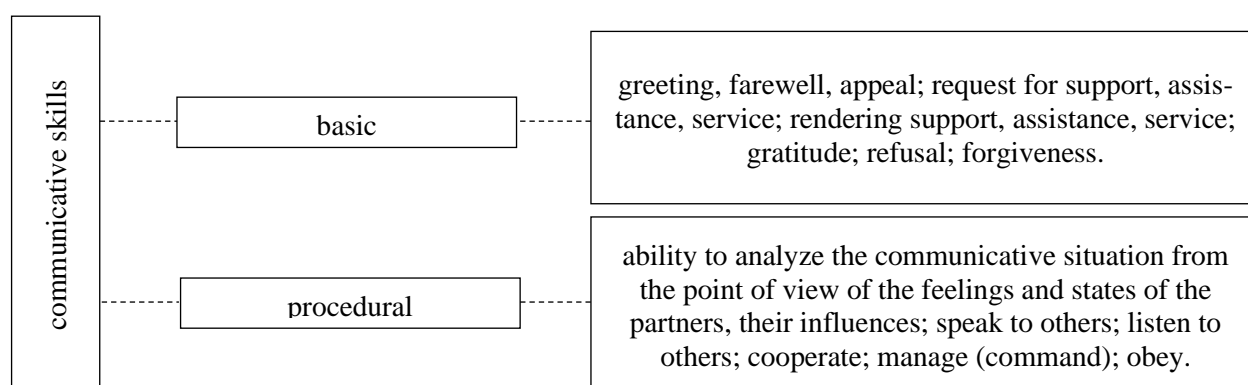 communicative skills
basic
greeting, farewell, appeal; request for support, assis-
tance, service; rendering support, assistance, service;
gratitude; refusal; forgiveness.
procedural
ability to analyze the communicative situation from
the point of view of the feelings and states of the
partners, their influences; speak to others; listen to
others; cooperate; manage (command); obey.